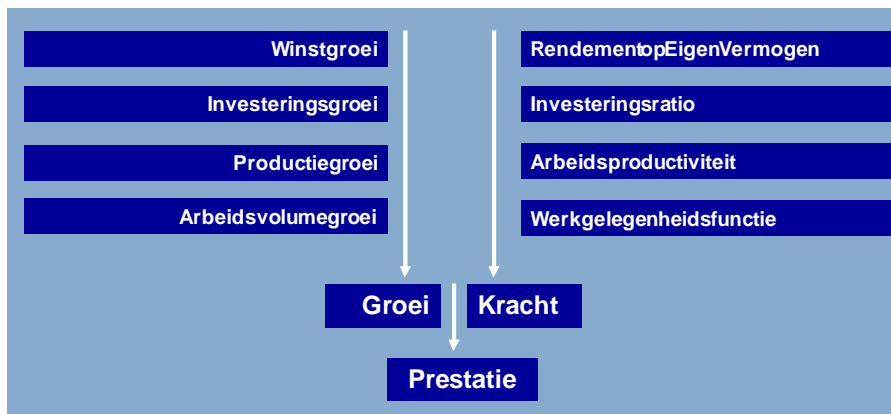 Winstgroei
RendementopEigenVermogen
Investeringsgroei
Investeringsratio
Productiegroei
Arbeidsproductiviteit
Arbeidsvolumegroei
Werkgelegenheidsfunctie
Groei
Kracht
Prestatie